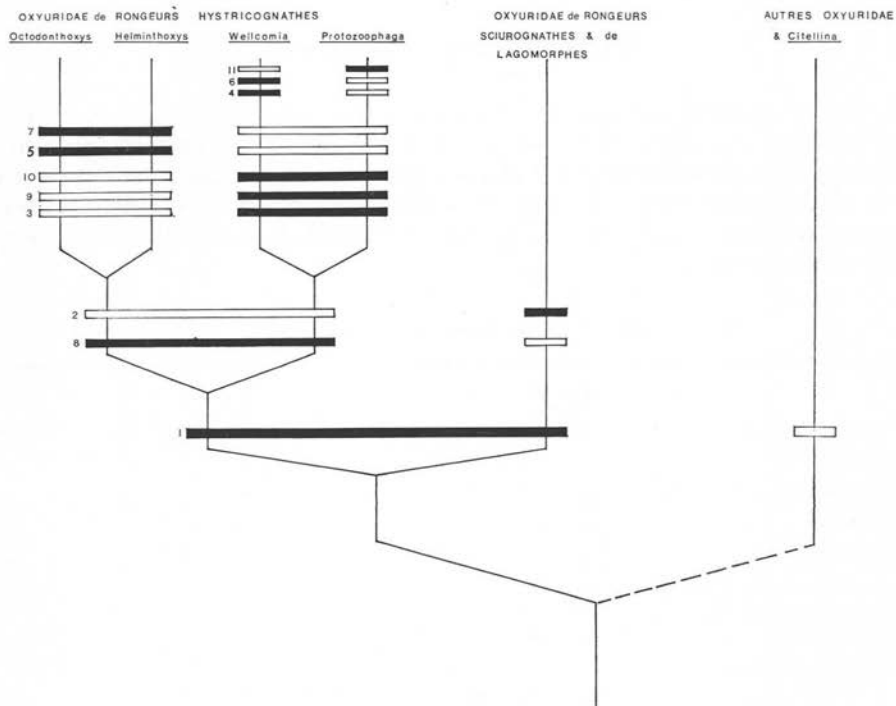 OXYURIDAE de RONGEURS HYSTRICOGNATHES
Octodonthoxys Helminthoxys Wellcomia Protozoophaga
OXYURIDAE de RONGEURS
SCIUROGNATHES & de
LAGOMORPHES
AUTRES OXYURIDAE
& Citellina
11
6
4
7
5
10
9
3
2
8
1